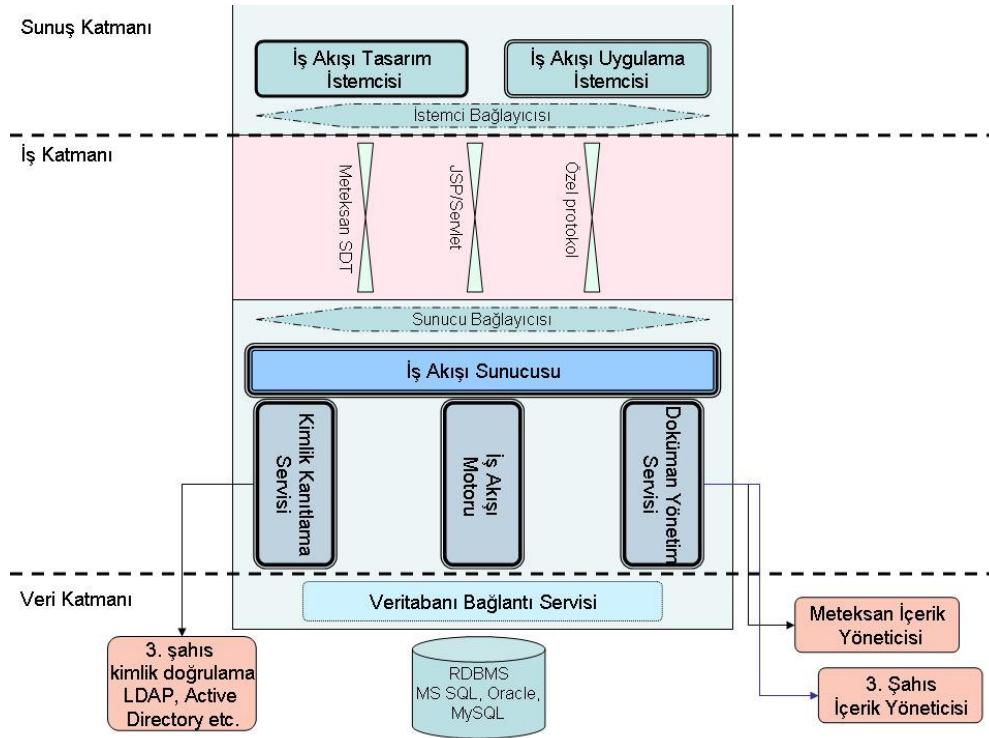 Sunuş Katmanı
İş Akışı Tasarım
İstemcisi
İş Akışı Uygulama
İstemcisi
İstemci Bağlayıcısı
İş Katmanı
Meteksan SDT
JSP/Servlet
Özel protokol
Sunucu Bağlayıcısı
İş Akışı Sunucusu
Kimlik Kanıtlama
Servisi
İş Akışı
Motoru
Doküman Yönetim
Servisi
Veri Katmanı
Veritabanı Bağlantı Servisi
3. şahıs
kimlik doğrulama
LDAP, Active
Directory etc.
RDBMS
MS SQL, Oracle,
MySQL
Meteksan İçerik
Yöneticisi
3. Şahıs
İçerik Yöneticisi